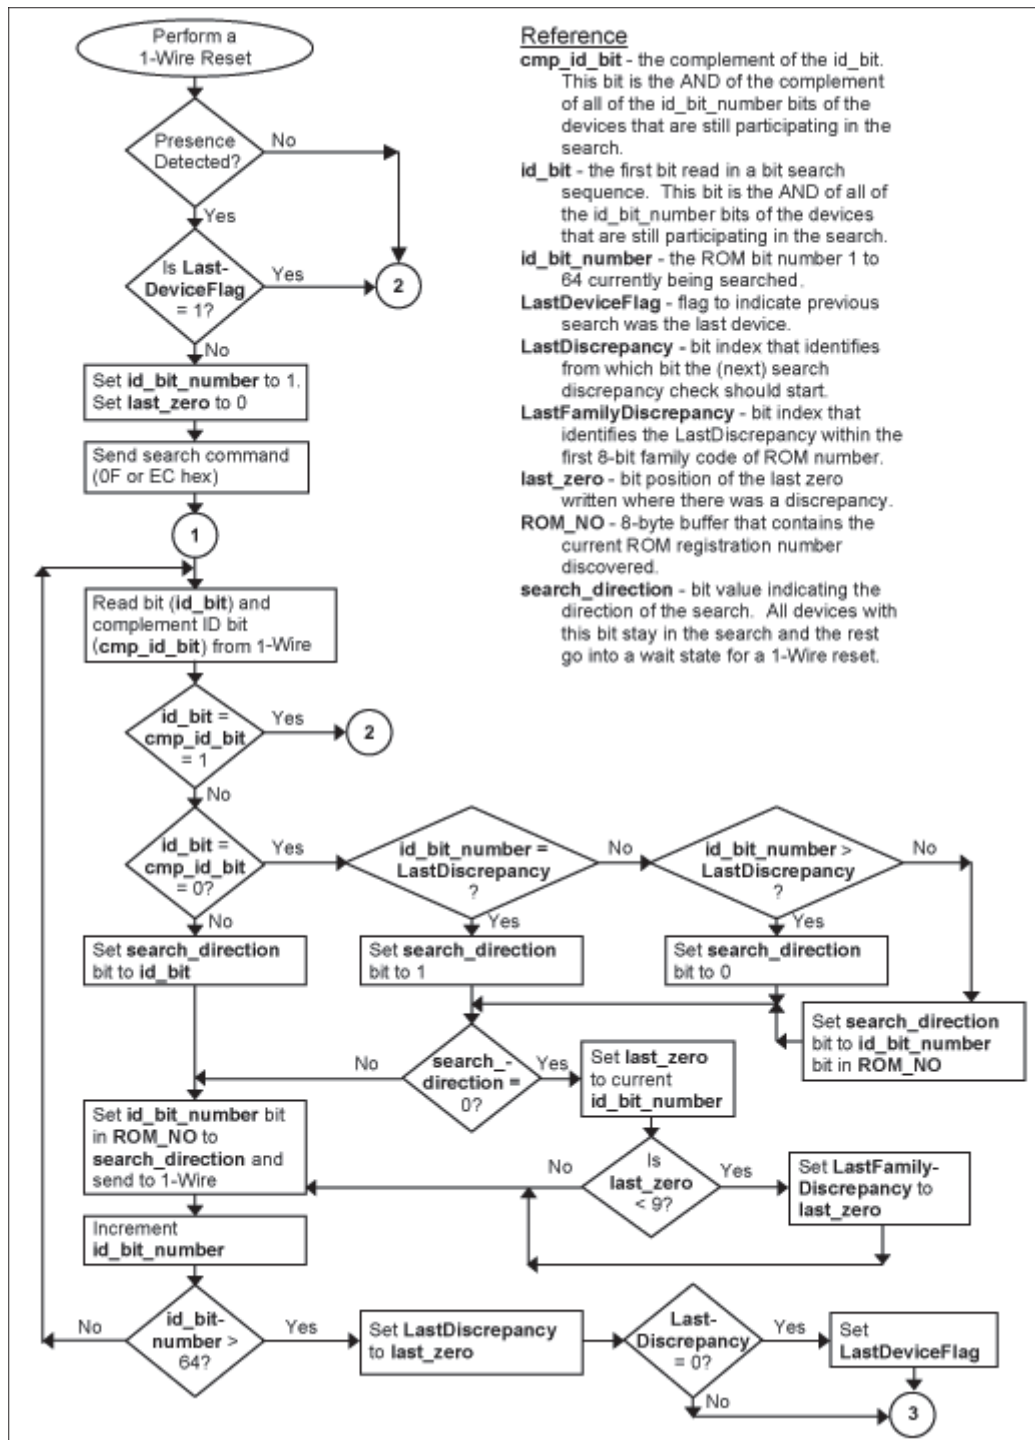 Perform a
1-Wire Reset
Presence
Detected?
No
Yes
Is Last-
DeviceFlag
= 1?
Yes
2
No
Set id_bit_number to 1.
Set last_zero to 0
Send search command
(0F or EC hex)
1
Read bit (id_bit) and
complement ID bit
(cmp_id_bit) from 1-Wire
id_bit =
cmp_id_bit
= 1
Yes
2
No
id_bit =
cmp_id_bit
= 0?
Yes
No
id_bit_number =
LastDiscrepancy
?
No
Yes
id_bit_number >
LastDiscrepancy
?
No
Yes
Set search_direction
bit to id_bit
Set search_direction
bit to 1
Set search_direction
bit to 0
Set search_direction
bit to id_bit_number
bit in ROM_NO
search_-
direction =
0?
No
Yes
Set last_zero
to current
id_bit_number
Is
last_zero
< 9?
No
Yes
Set LastFamily-
Discrepancy to
last_zero
Set id_bit_number bit
in ROM_NO to
search_direction and
send to 1-Wire
Increment
id_bit_number
id_bit-
number >
64?
No
Yes
Set LastDiscrepancy
to last_zero
Last-
Discrepancy
= 0?
Yes
No
Set
LastDeviceFlag
3
Reference
cmp_id_bit - the complement of the id_bit.
This bit is the AND of the complement
of all of the id_bit_number bits of the
devices that are still participating in the
search.
id_bit - the first bit read in a bit search
sequence. This bit is the AND of all of
the id_bit_number bits of the devices
that are still participating in the search.
id_bit_number - the ROM bit number 1 to
64 currently being searched.
LastDeviceFlag - flag to indicate previous
search was the last device.
LastDiscrepancy - bit index that identifies
from which bit the (next) search
discrepancy check should start.
LastFamilyDiscrepancy - bit index that
identifies the LastDiscrepancy within the
first 8-bit family code of ROM number.
last_zero - bit position of the last zero
written where there was a discrepancy.
ROM_NO - 8-byte buffer that contains the
current ROM registration number
discovered.
search_direction - bit value indicating the
direction of the search. All devices with
this bit stay in the search and the rest
go into a wait state for a 1-Wire reset.